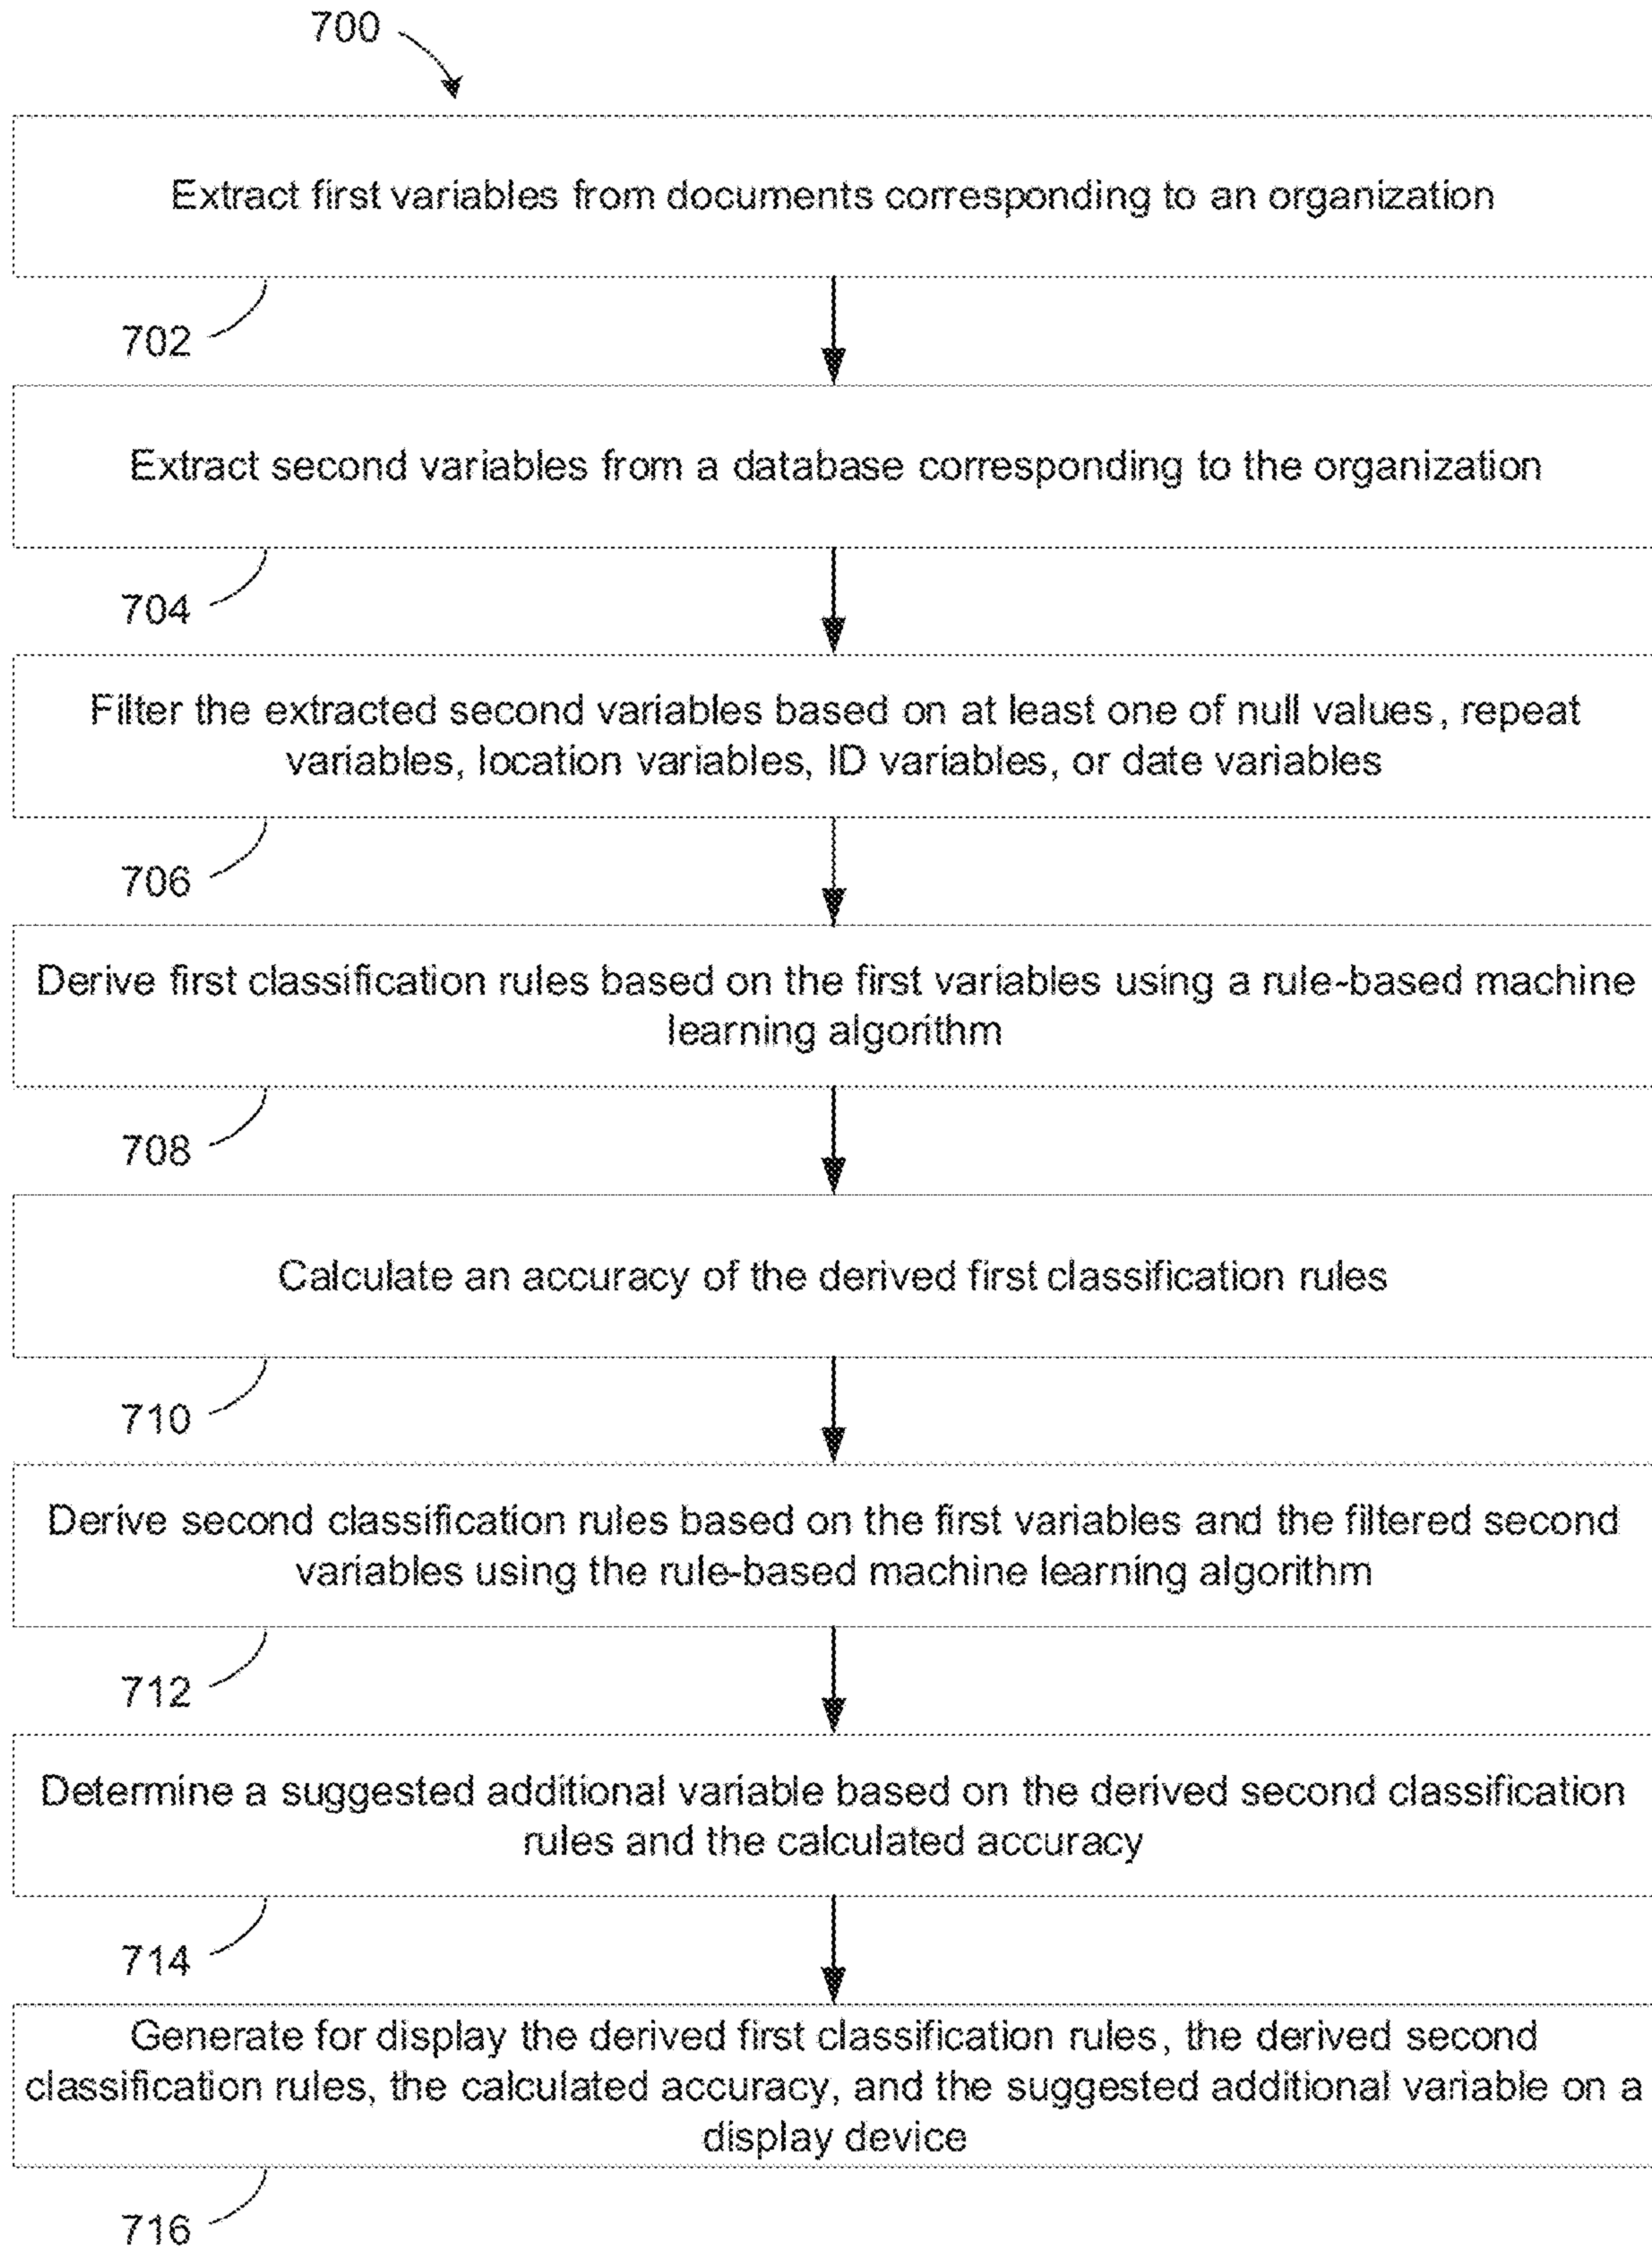 700
Extract first variables from documents corresponding to an organization
702
Extract second variables from a database corresponding to the organization
704
Filter the extracted second variables based on at least one of null values, repeat
variables, location variables, ID variables, or date variables
706
Derive first classification rules based on the first variables using a rule-based machine
learning algorithm
708
Calculate an accuracy of the derived first classification rules
710
Derive second classification rules based on the first variables and the filtered second
variables using the rule-based machine learning algorithm
712
Determine a suggested additional variable based on the derived second classification
rules and the calculated accuracy
714
Generate for display the derived first classification rules, the derived second
classification rules, the calculated accuracy, and the suggested additional variable on a
display device
716